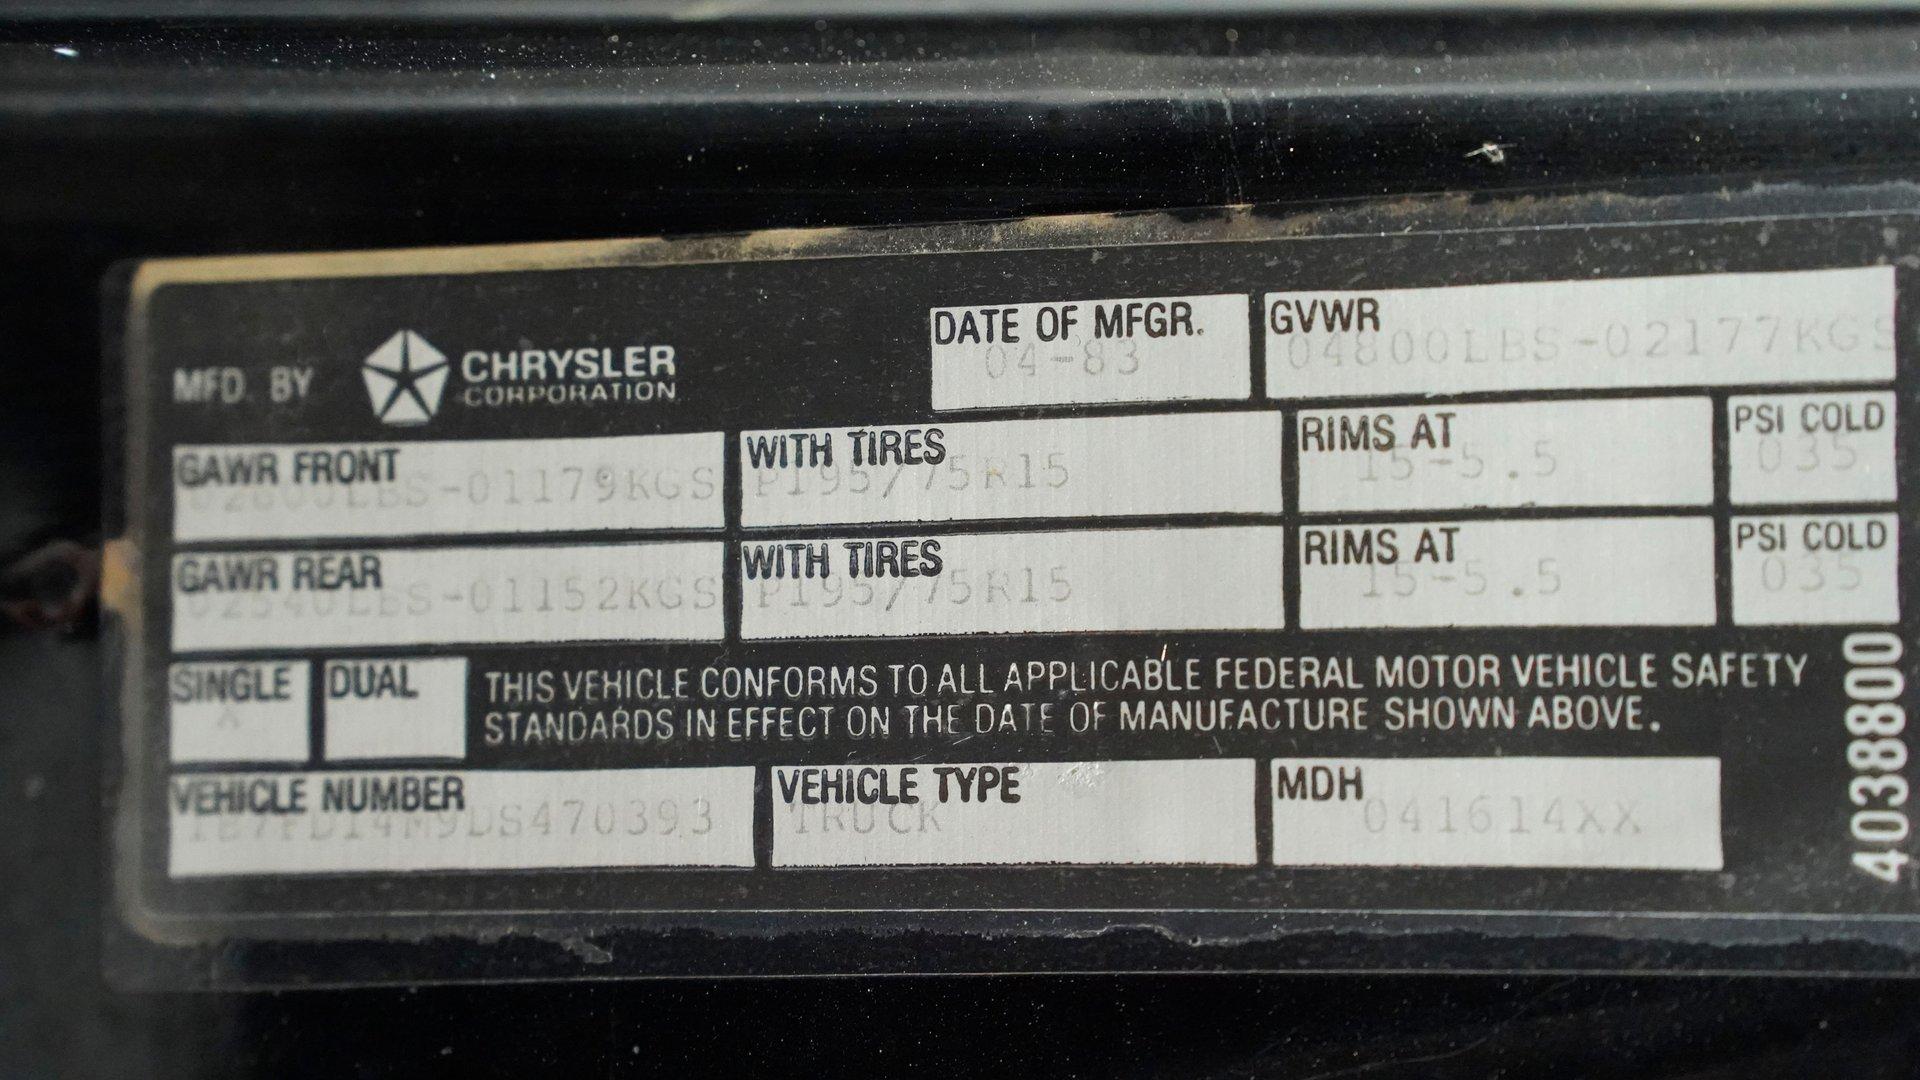 MFD. BY CHRYSLER CORPORATION
DATE OF MFGR. 04-83
GVWR 04800LBS-02177KGS
GAWR FRONT 02600LBS-01179KGS
WITH TIRES P195/75R15
RIMS AT 15-5.5
PSI COLD 035
GAWR REAR 02540LBS-01152KGS
WITH TIRES P195/75R15
RIMS AT 15-5.5
PSI COLD 035
SINGLE X
DUAL
THIS VEHICLE CONFORMS TO ALL APPLICABLE FEDERAL MOTOR VEHICLE SAFETY
STANDARDS IN EFFECT ON THE DATE OF MANUFACTURE SHOWN ABOVE.
VEHICLE NUMBER
VEHICLE TYPE TRUCK
MDH 041614XX
4038800